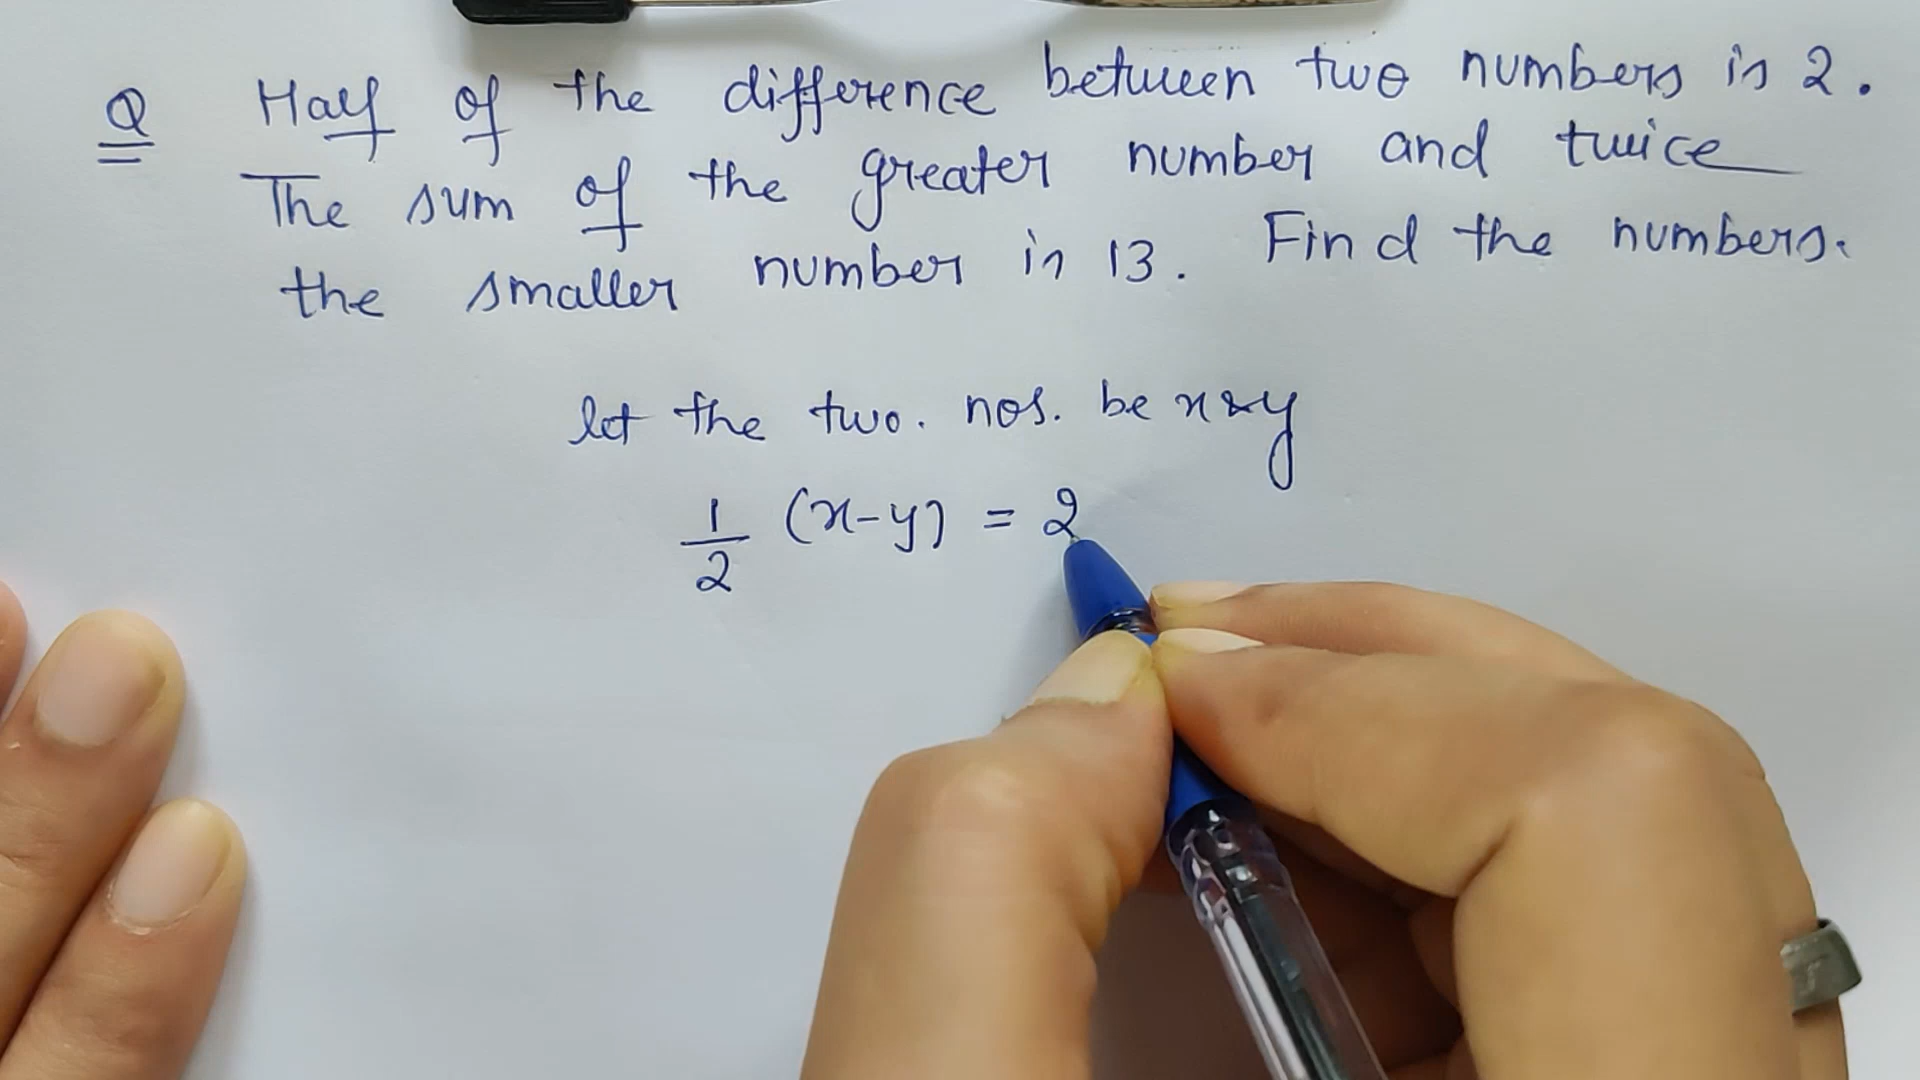 Q Half of the difference between two numbers is 2.
The sum of the greater number and twice
the smaller number is 13. Find the numbers.
let the two. nos. be x & y
1/2 (x-y) = 2